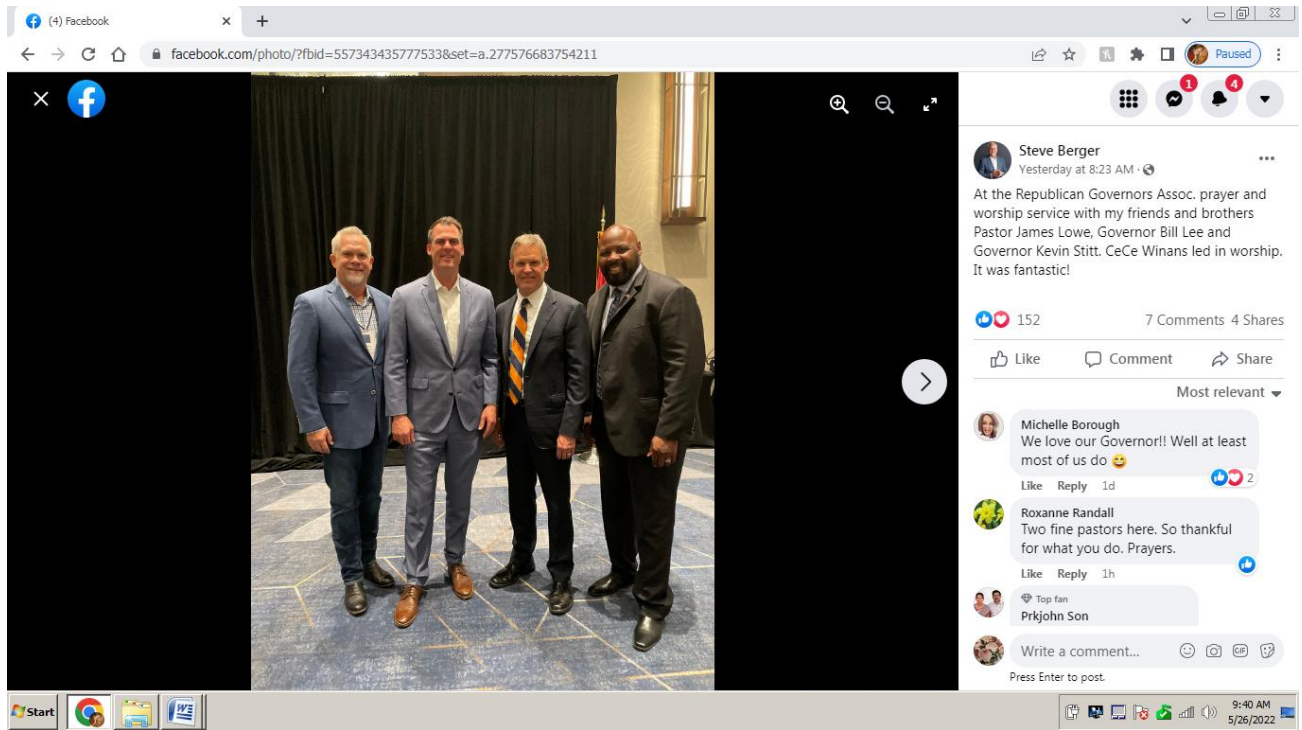 (4) Facebook
facebook.com/photo/?fbid=557343435777533&set=a.277576683754211
Paused
1
4
Steve Berger
Yesterday at 8:23 AM ·
At the Republican Governors Assoc. prayer and
worship service with my friends and brothers
Pastor James Lowe, Governor Bill Lee and
Governor Kevin Stitt. CeCe Winans led in worship.
It was fantastic!
152 7 Comments 4 Shares
Like Comment Share
Most relevant
Michelle Borough
We love our Governor!! Well at least
most of us do 😄
2
Like Reply 1d
Roxanne Randall
Two fine pastors here. So thankful
for what you do. Prayers.
Like Reply 1h
Top fan
Prkjohn Son
Write a comment...
GIF
Press Enter to post.
Start
9:40 AM
5/26/2022